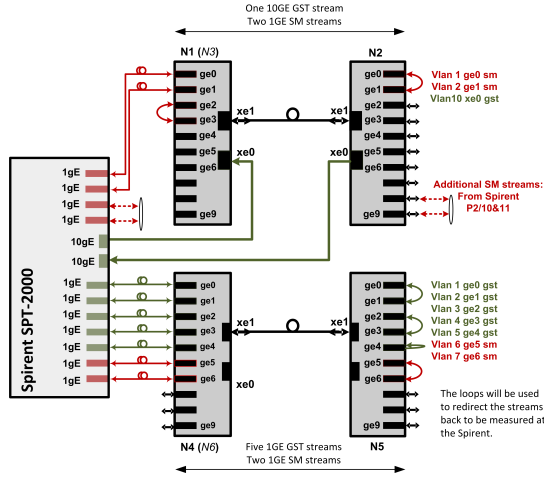 One 10GE GST stream
Two 1GE SM streams
N1 (N3)
N2
ge0
ge1
ge2
ge3
ge4
ge5
ge6
ge9
xe1
xe0
xe1
xe0
ge0
ge1
ge2
ge3
ge4
ge5
ge6
ge9
Vlan 1 ge0 sm
Vlan 2 ge1 sm
Vlan10 xe0 gst
Additional SM streams:
From Spirent
P2/10&11
Spirent SPT-2000
1gE
1gE
1gE
1gE
10gE
10gE
1gE
1gE
1gE
1gE
1gE
1gE
1gE
ge0
ge1
ge2
ge3
ge4
ge5
ge6
ge9
xe1
xe0
xe1
ge0
ge1
ge2
ge3
ge4
ge5
ge6
ge9
Vlan 1 ge0 gst
Vlan 2 ge1 gst
Vlan 3 ge2 gst
Vlan 4 ge3 gst
Vlan 5 ge4 gst
Vlan 6 ge5 sm
Vlan 7 ge6 sm
The loops will be used
to redirect the streams
back to be measured at
the Spirent.
N4 (N6)
N5
Five 1GE GST streams
Two 1GE SM streams